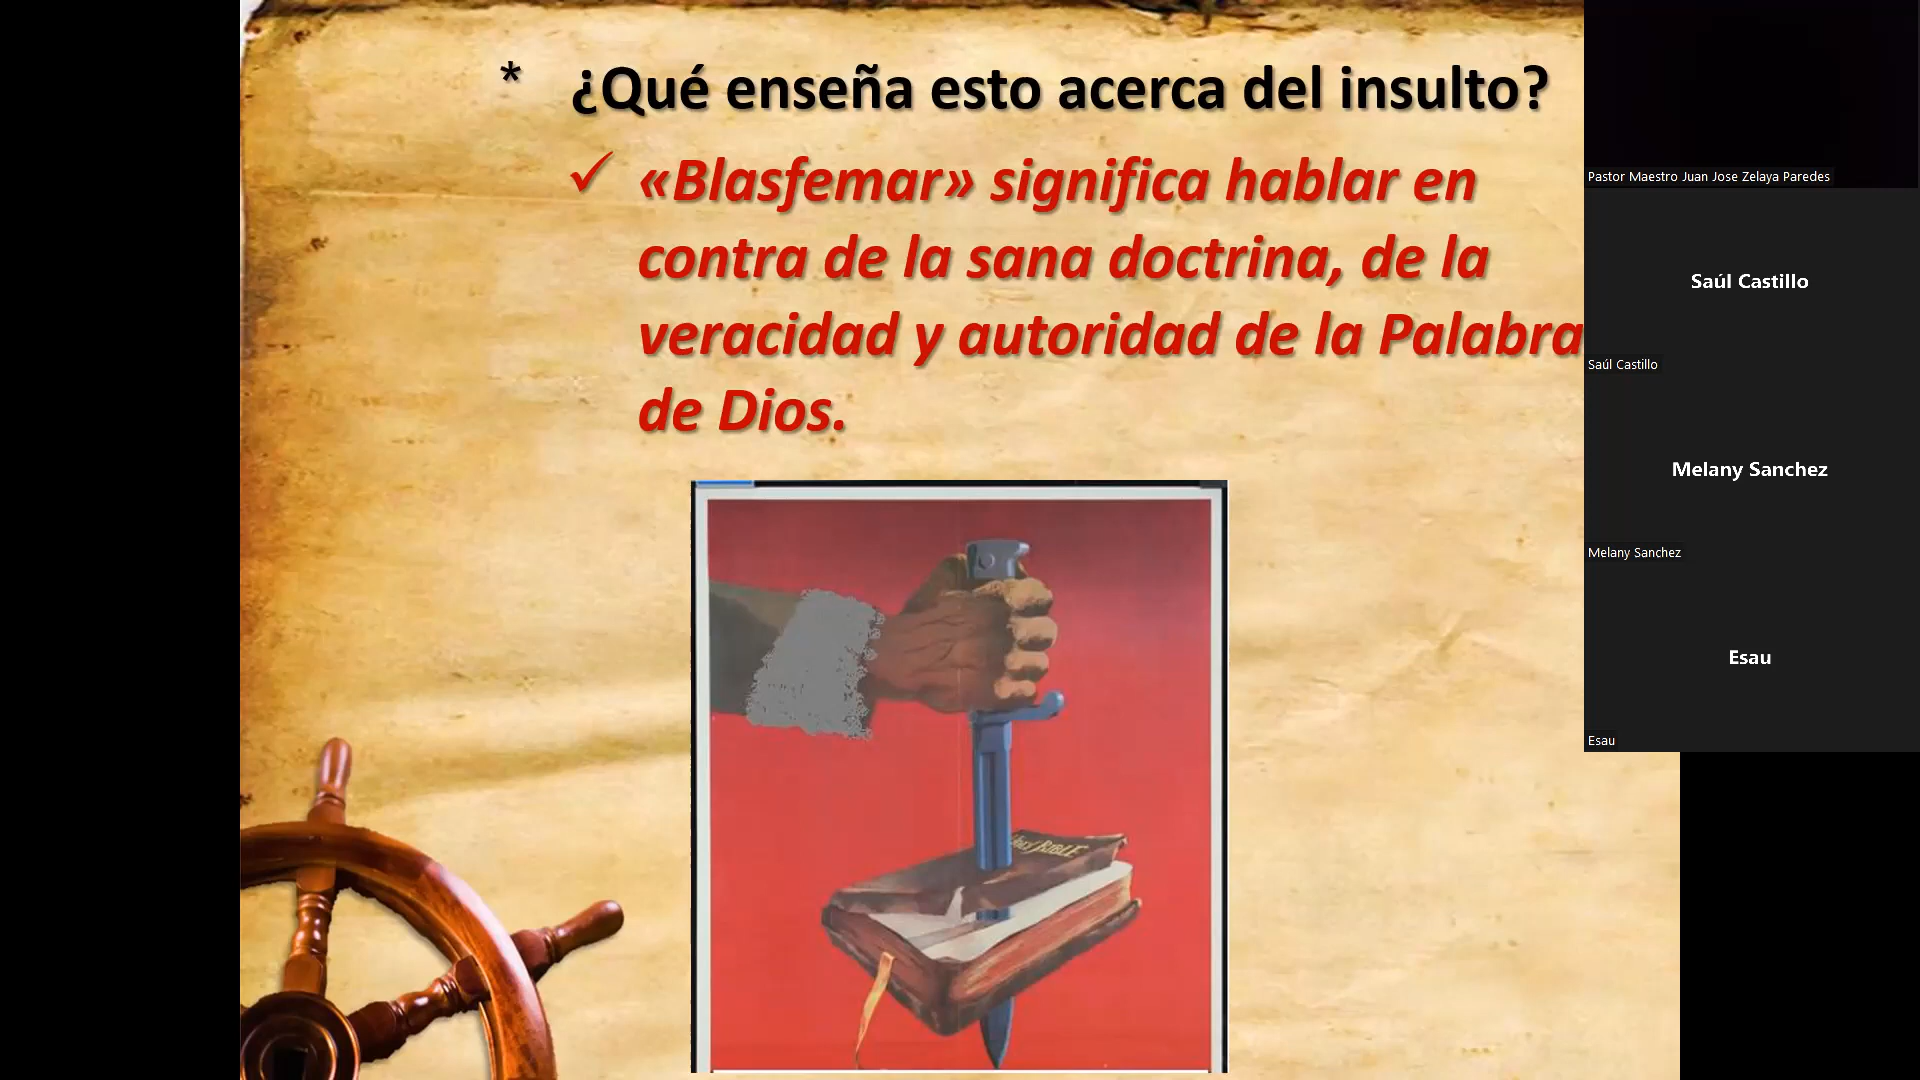 * ¿Qué enseña esto acerca del insulto?
✓ «Blasfemar» significa hablar en
contra de la sana doctrina, de la
veracidad y autoridad de la Palabra
de Dios.
HOLY BIBLE
Pastor Maestro Juan Jose Zelaya Paredes
Saúl Castillo
Saúl Castillo
Melany Sanchez
Melany Sanchez
Esau
Esau